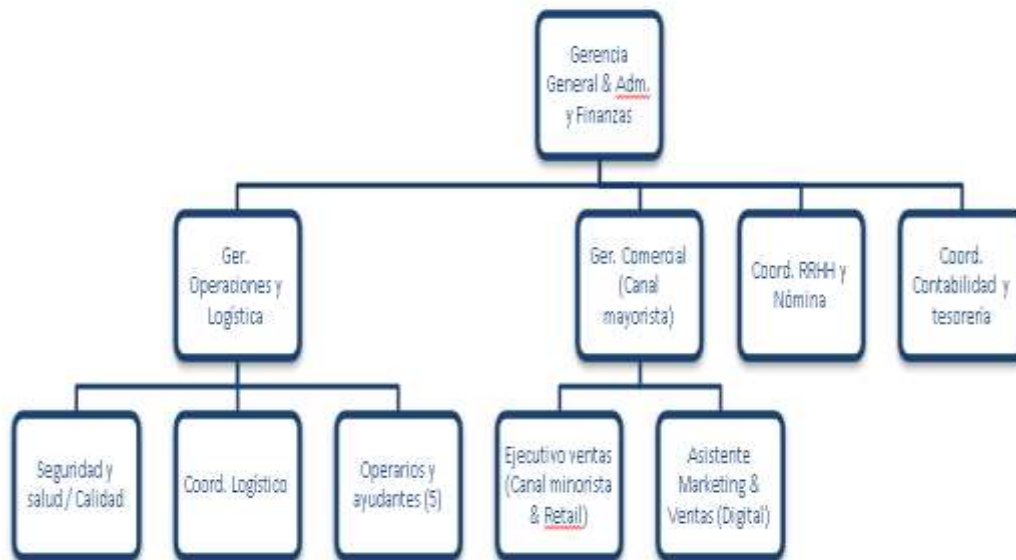 Gerencia
General & Adm.
y Finanzas
Ger.
Operaciones y
Logística
Ger. Comercial
(Canal
mayorista)
Coord. RRHH y
Nómina
Coord.
Contabilidad y
tesorería
Seguridad y
salud / Calidad
Coord. Logístico
Operarios y
ayudantes (5)
Ejecutivo ventas
(Canal minorista
& Retail)
Asistente
Marketing &
Ventas (Digital)